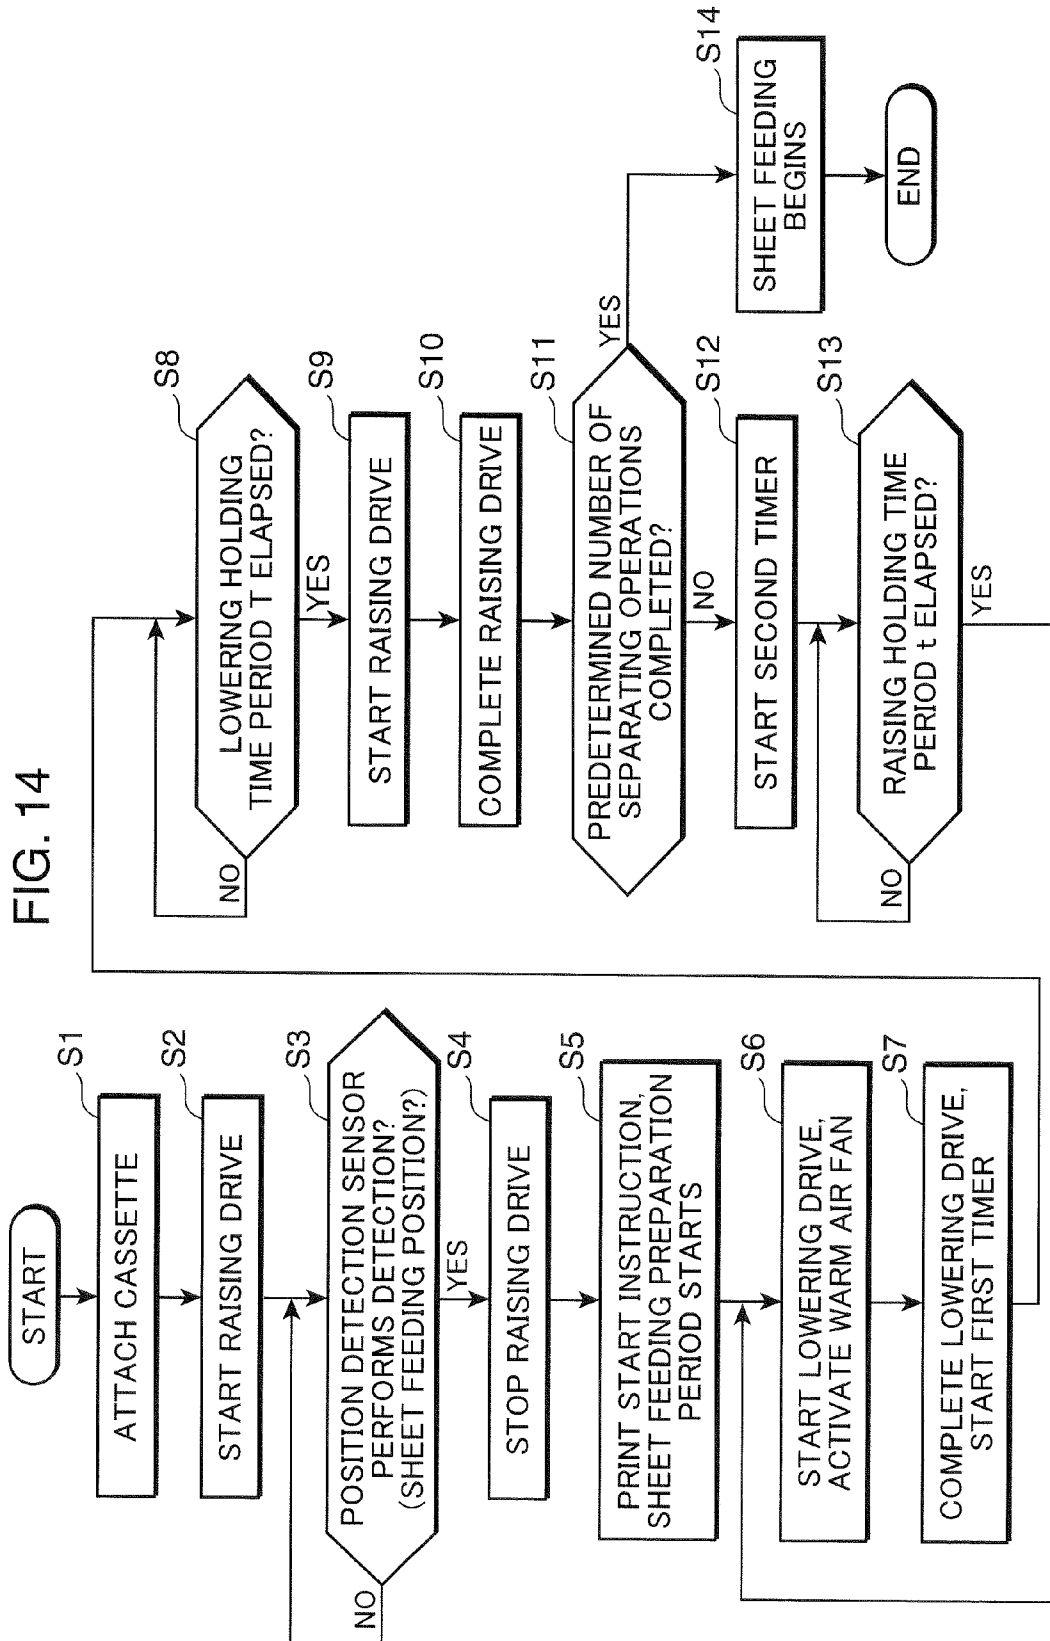 FIG. 14
START
S1
ATTACH CASSETTE
S2
START RAISING DRIVE
S3
POSITION DETECTION SENSOR
PERFORMS DETECTION?
(SHEET FEEDING POSITION?)
NO
YES
S4
STOP RAISING DRIVE
S5
PRINT START INSTRUCTION,
SHEET FEEDING PREPARATION
PERIOD STARTS
S6
START LOWERING DRIVE,
ACTIVATE WARM AIR FAN
S7
COMPLETE LOWERING DRIVE,
START FIRST TIMER
S8
LOWERING HOLDING
TIME PERIOD T ELAPSED?
NO
YES
S9
START RAISING DRIVE
S10
COMPLETE RAISING DRIVE
S11
PREDETERMINED NUMBER OF
SEPARATING OPERATIONS
COMPLETED?
YES
NO
S12
START SECOND TIMER
S13
RAISING HOLDING TIME
PERIOD t ELAPSED?
NO
YES
S14
SHEET FEEDING
BEGINS
END